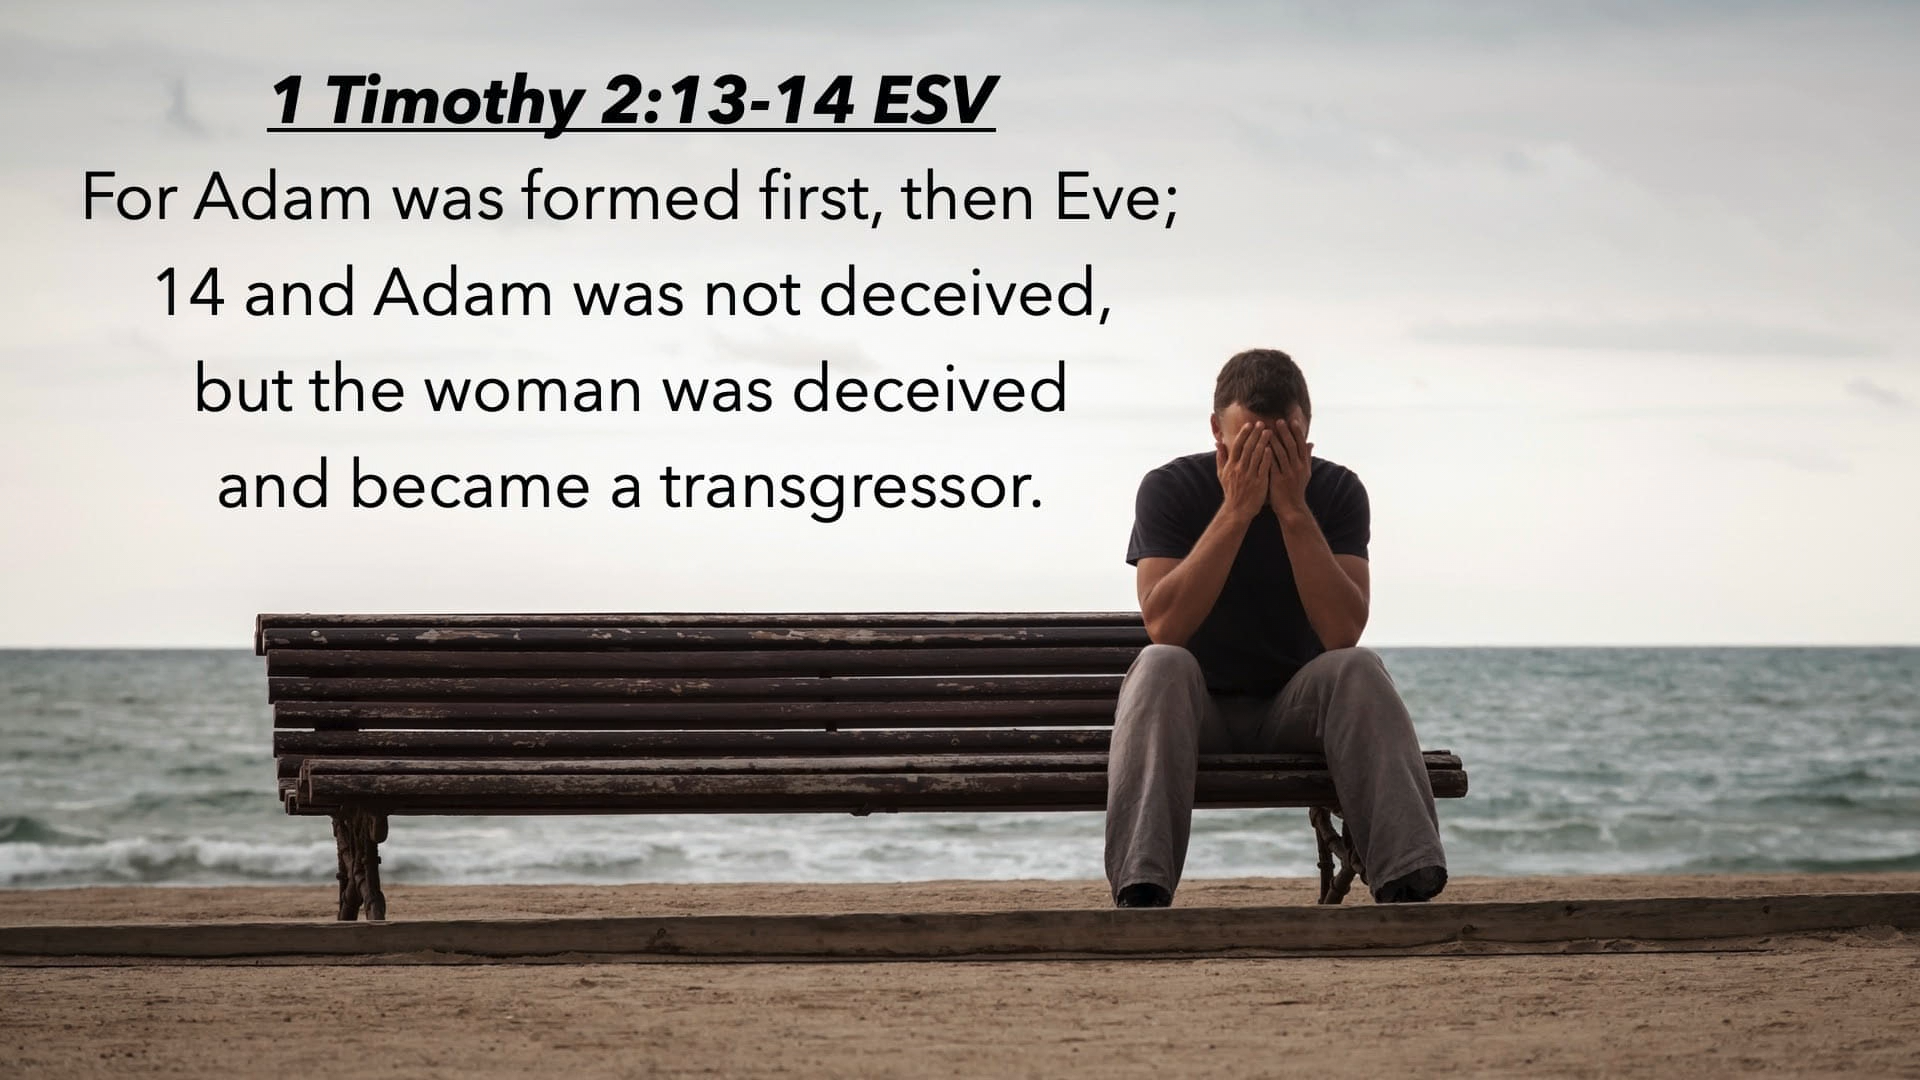 1 Timothy 2:13-14 ESV
For Adam was formed first, then Eve;
14 and Adam was not deceived,
but the woman was deceived
and became a transgressor.